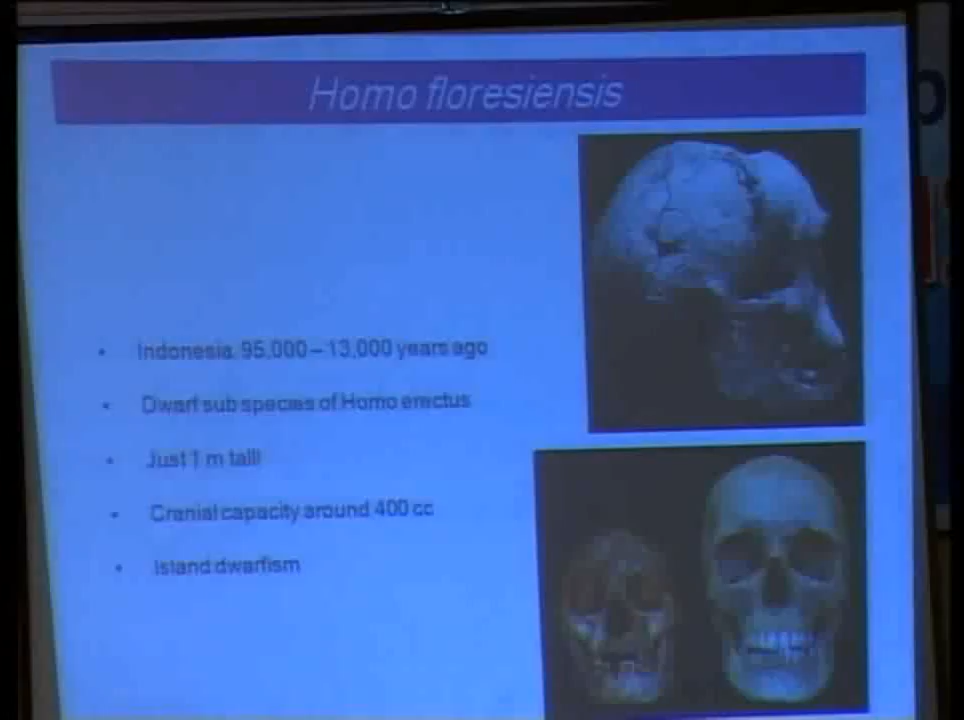 Homo floresiensis
• Indonesia 95,000 – 13,000 years ago
• Dwarf sub species of Homo erectus
• Just 1 m tall!
• Cranial capacity around 400 cc
• Island dwarfism